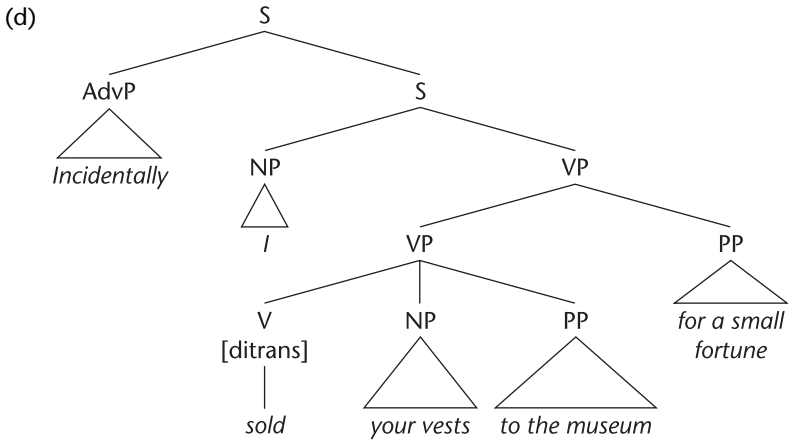 (d)
S
AdvP
S
Incidentally
NP
VP
I
VP
PP
V
NP
PP
for a small
[ditrans]
fortune
sold
your vests
to the museum